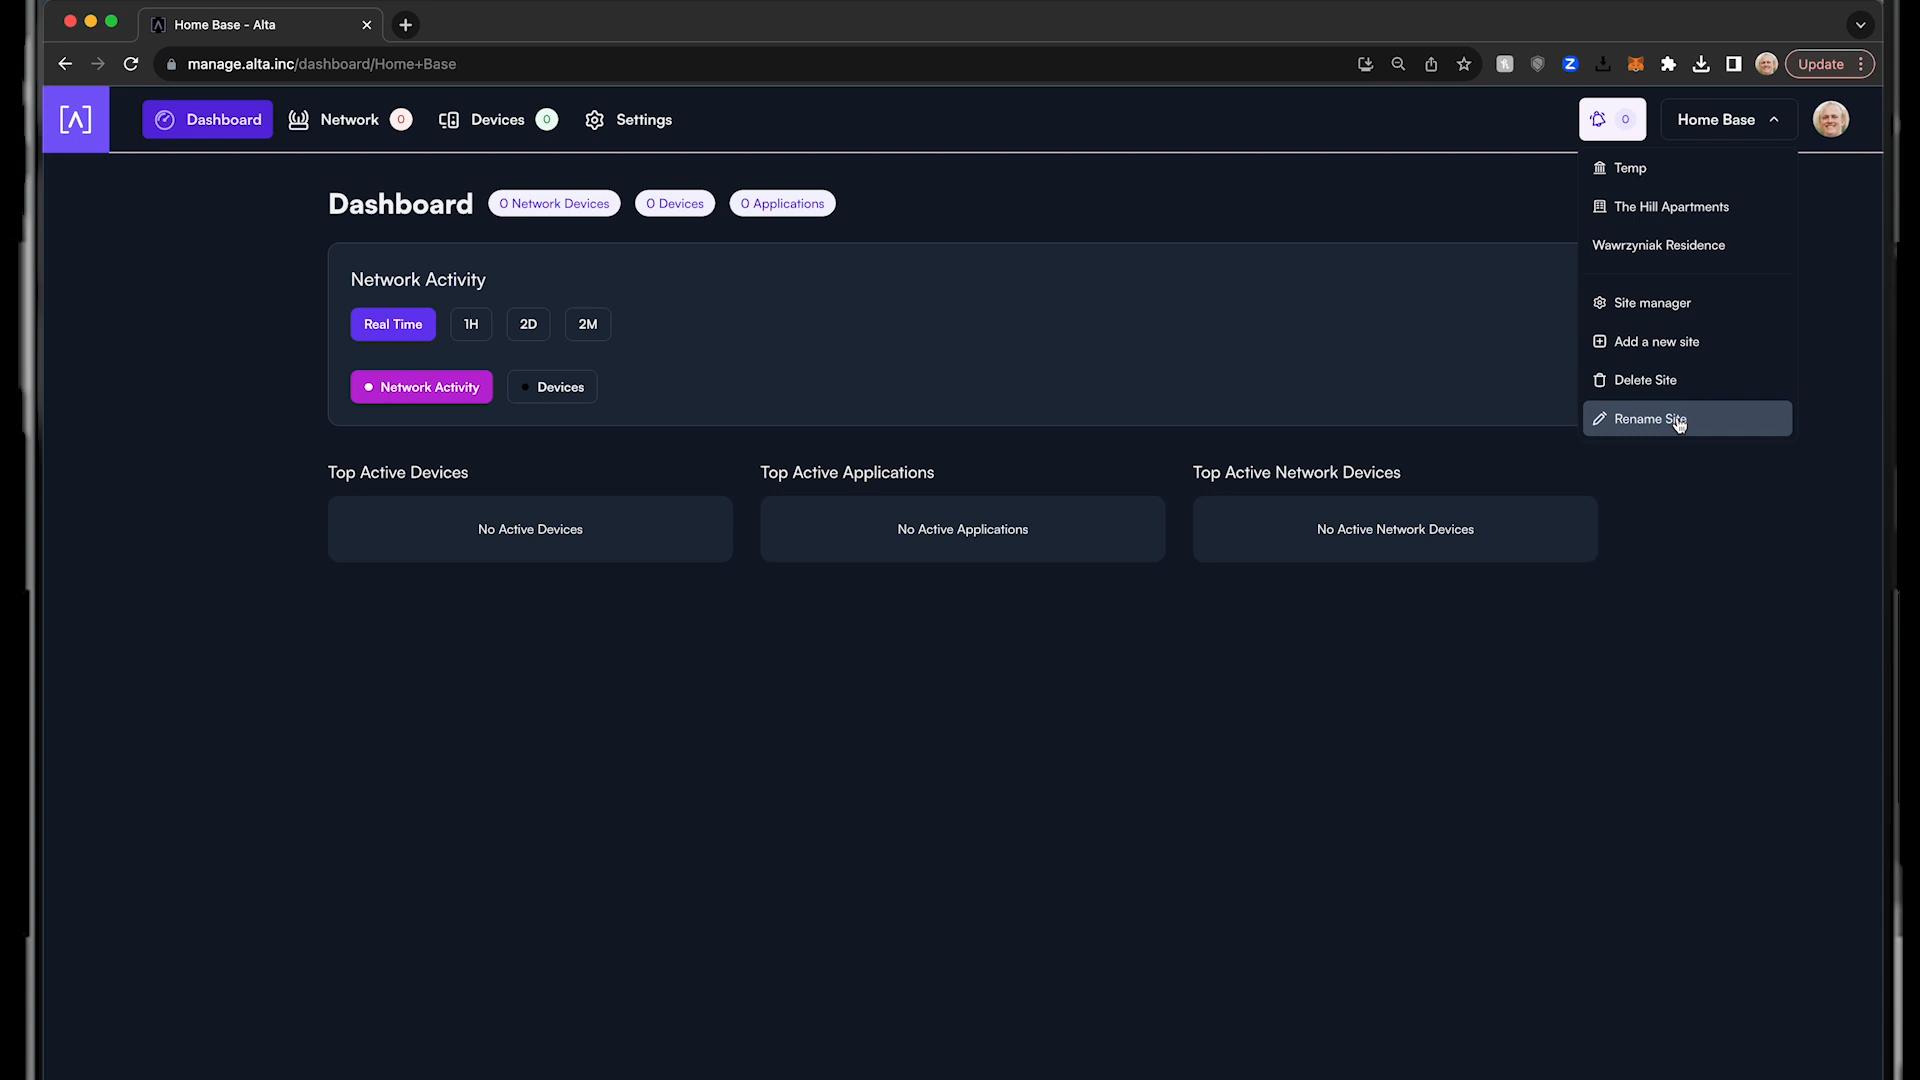 Home Base - Alta
manage.alta.inc/dashboard/Home+Base
Update
Dashboard
Network 0
Devices 0
Settings
0
Home Base
Temp
The Hill Apartments
Wawrzyniak Residence
Site manager
Add a new site
Delete Site
Rename Site
Dashboard
0 Network Devices
0 Devices
0 Applications
Network Activity
Real Time
1H
2D
2M
Network Activity
Devices
Top Active Devices
No Active Devices
Top Active Applications
No Active Applications
Top Active Network Devices
No Active Network Devices